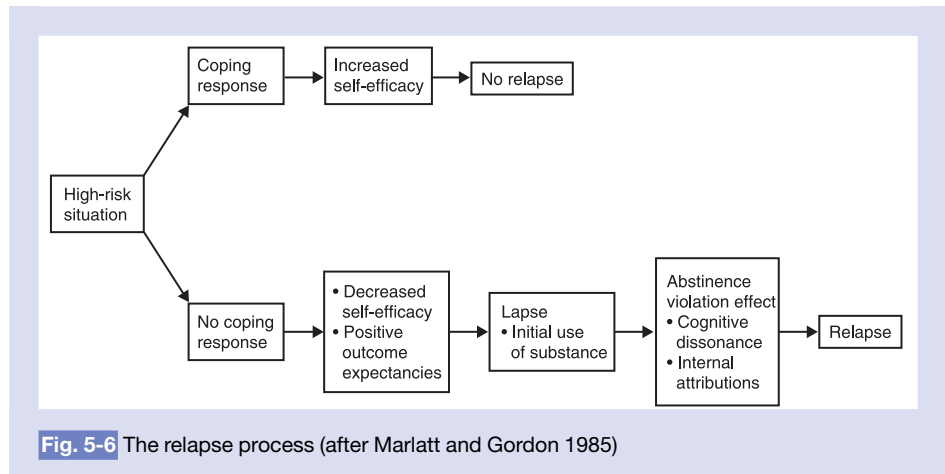 Coping
response
Increased
self-efficacy
No relapse
High-risk
situation
No coping
response
• Decreased
self-efficacy
• Positive
outcome
expectancies
Lapse
• Initial use
of substance
Abstinence
violation effect
• Cognitive
dissonance
• Internal
attributions
Relapse
Fig. 5-6 The relapse process (after Marlatt and Gordon 1985)